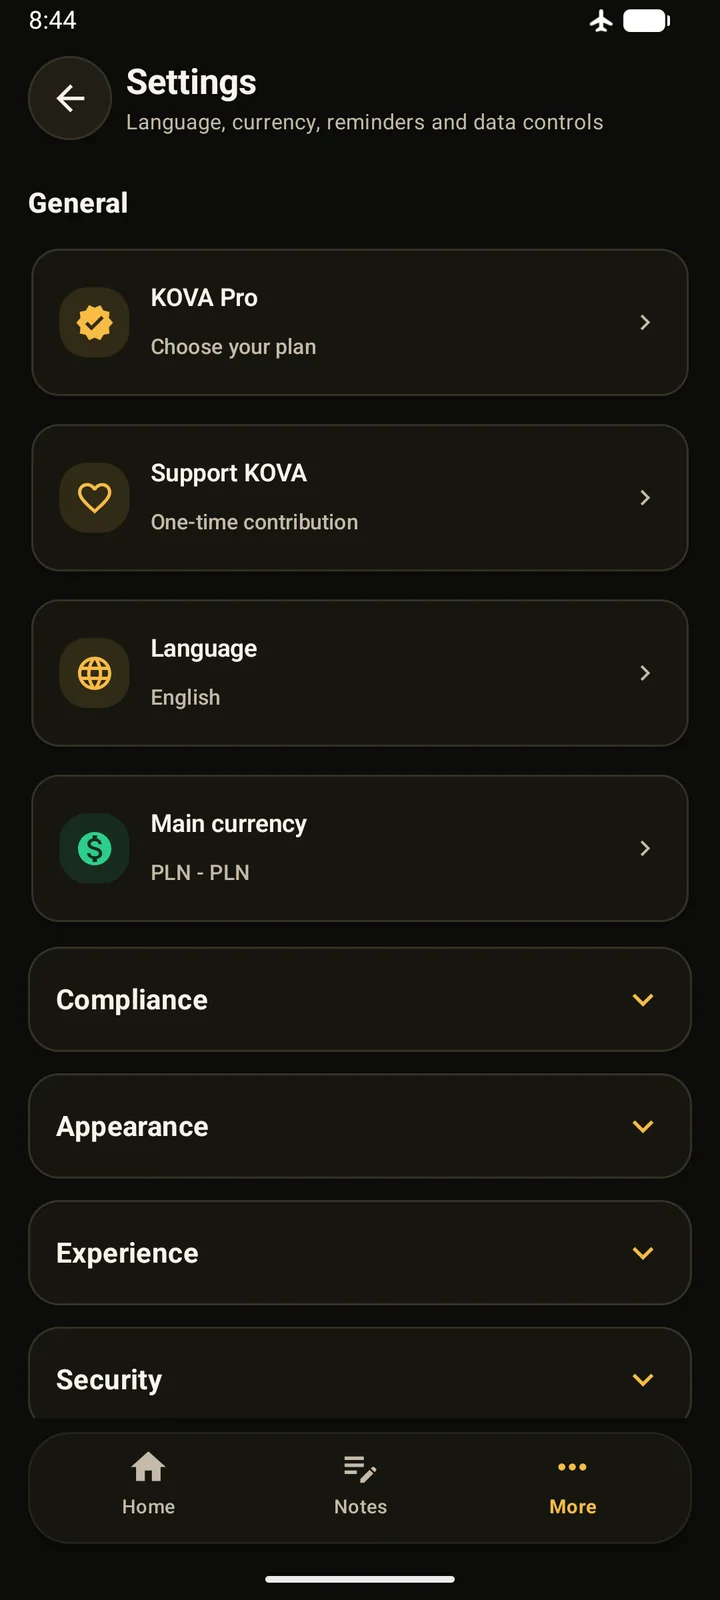 8:44
Settings
Language, currency, reminders and data controls
General
KOVA Pro
Choose your plan
Support KOVA
One-time contribution
Language
English
Main currency
PLN - PLN
Compliance
Appearance
Experience
Security
Home
Notes
More